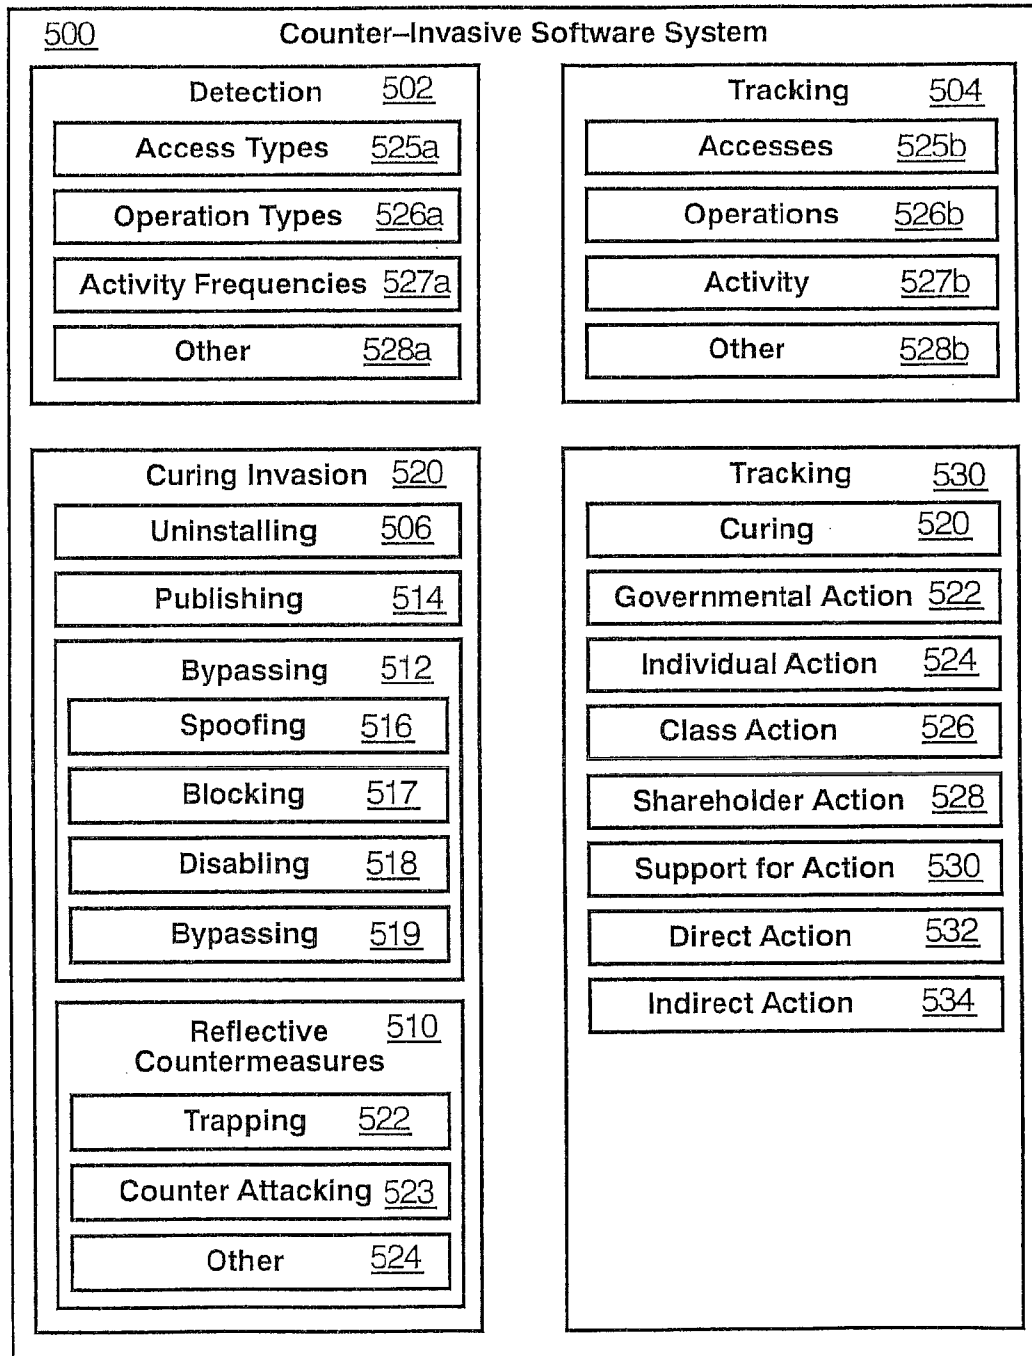 500 Counter-Invasive Software System
Detection 502
Access Types 525a
Operation Types 526a
Activity Frequencies 527a
Other 528a
Tracking 504
Accesses 525b
Operations 526b
Activity 527b
Other 528b
Curing Invasion 520
Uninstalling 506
Publishing 514
Bypassing 512
Spoofing 516
Blocking 517
Disabling 518
Bypassing 519
Reflective 510
Countermeasures
Trapping 522
Counter Attacking 523
Other 524
Tracking 530
Curing 520
Governmental Action 522
Individual Action 524
Class Action 526
Shareholder Action 528
Support for Action 530
Direct Action 532
Indirect Action 534